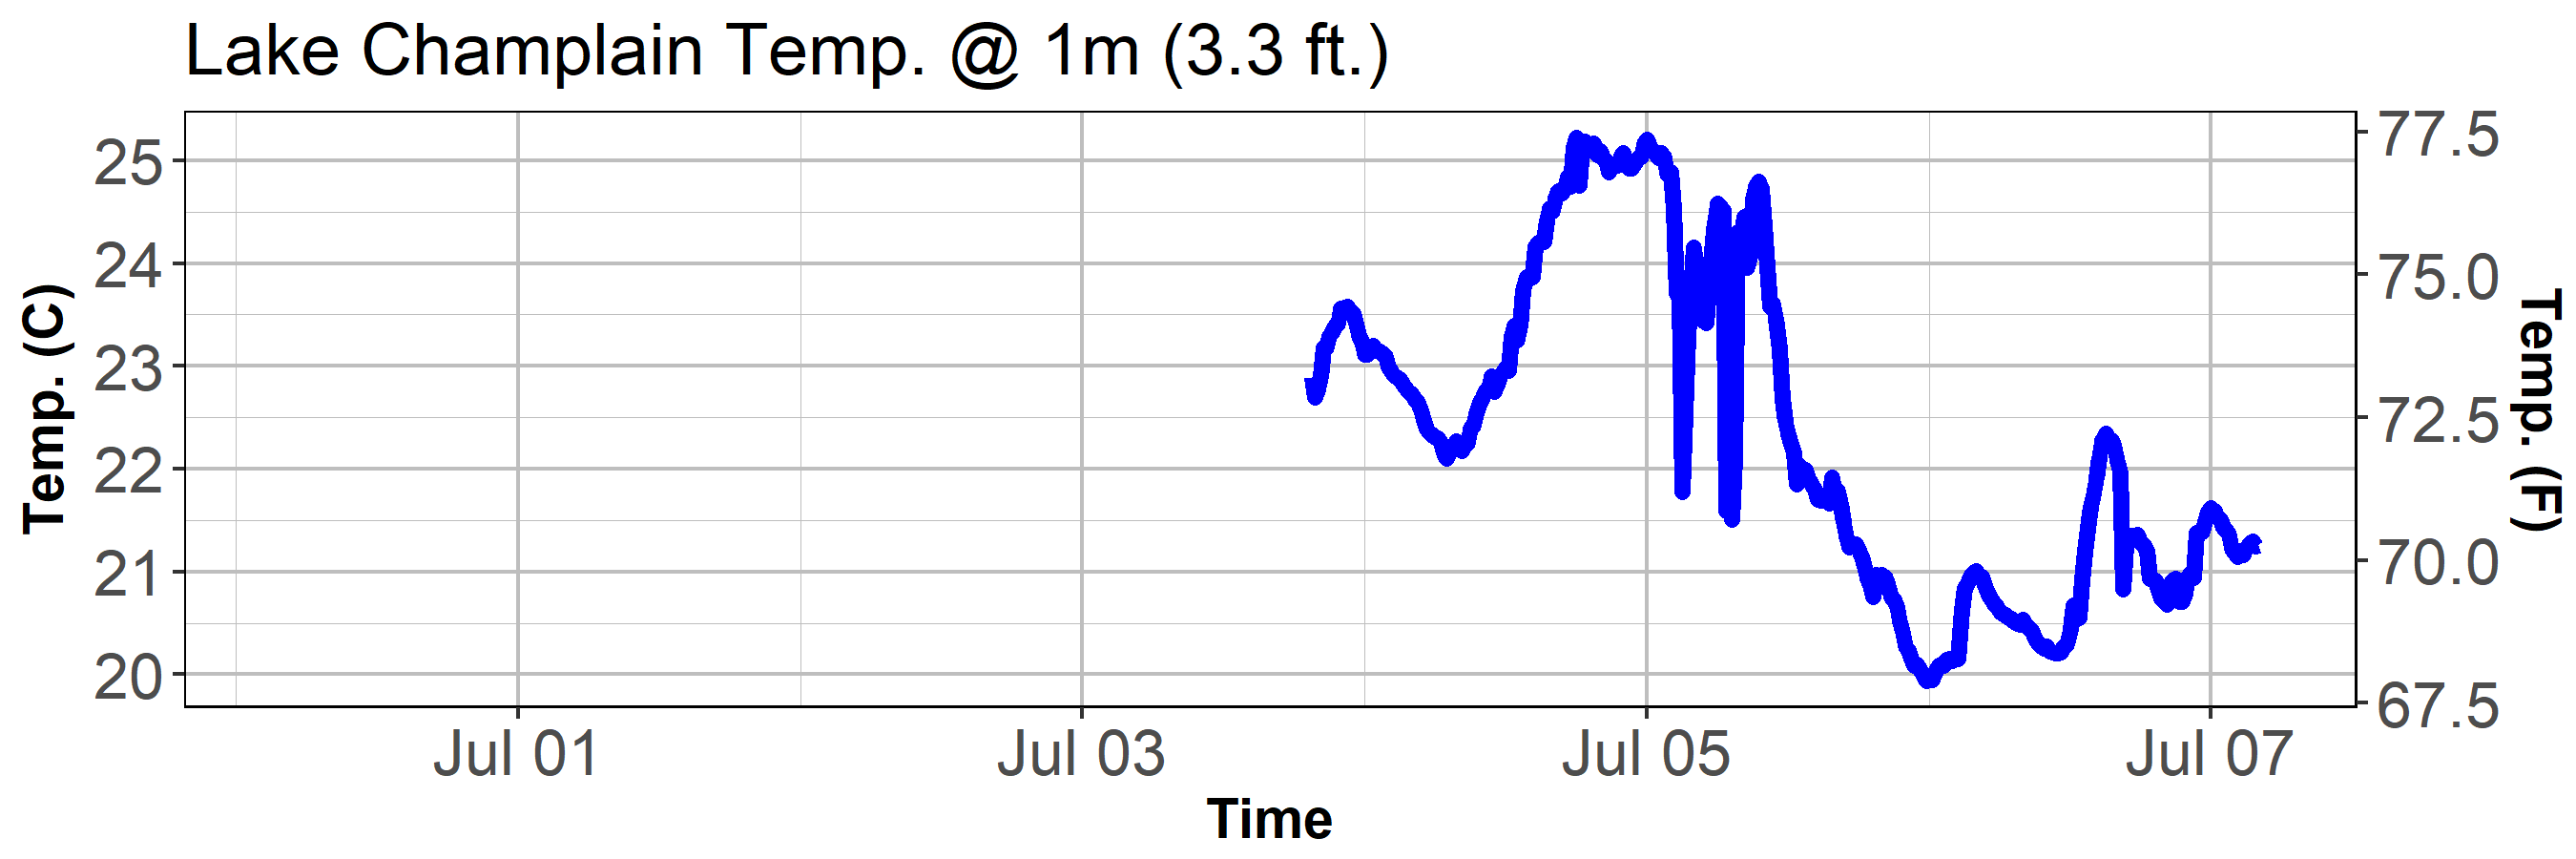 Lake Champlain Temp. @ 1m (3.3 ft.)
25
24
23
22
21
20
Temp. (C)
77.5
75.0
72.5
70.0
67.5
Temp. (F)
Jul 01 Jul 03 Jul 05 Jul 07
Time